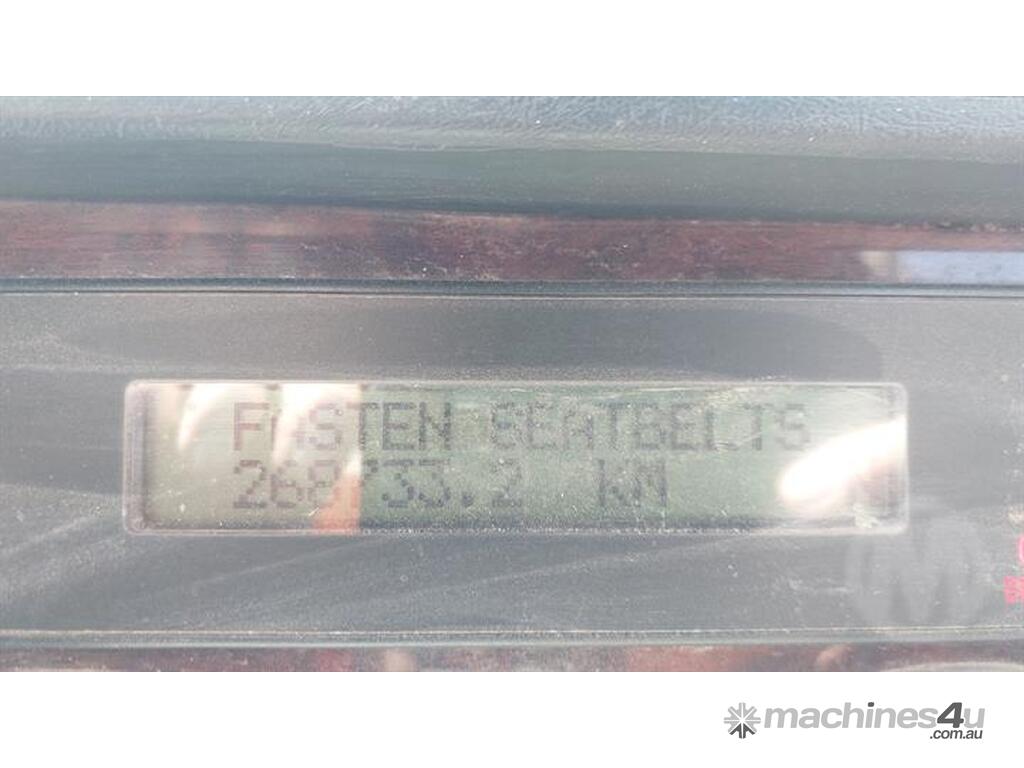 FASTEN SEATBELTS
268733.2 KM
M
machines4u
.com.au